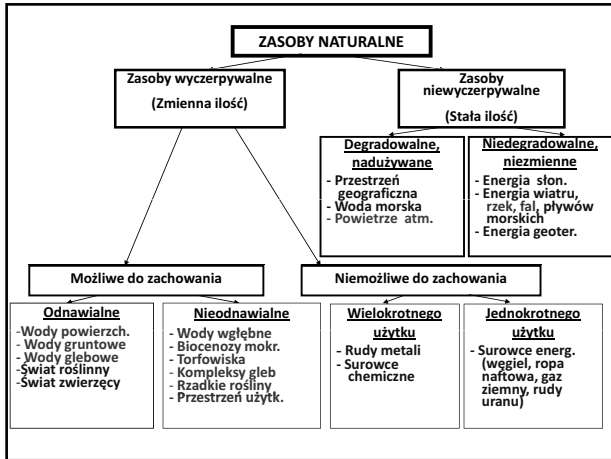 ZASOBY NATURALNE
Zasoby wyczerpywalne
(Zmienna ilość)
Zasoby
niewyczerpywalne
(Stała ilość)
Degradowalne,
nadużywane
- Przestrzeń
geograficzna
- Woda morska
- Powietrze atm.
Niedegradowalne,
niezmienne
- Energia słon.
- Energia wiatru,
rzek, fal, pływów
morskich
- Energia geoter.
Możliwe do zachowania
Niemożliwe do zachowania
Odnawialne
-Wody powierzch.
- Wody gruntowe
- Wody glebowe
-Świat roślinny
-Świat zwierzęcy
Nieodnawialne
- Wody wgłębne
- Biocenozy mokr.
- Torfowiska
- Kompleksy gleb
- Rzadkie rośliny
- Przestrzeń użytk.
Wielokrotnego
użytku
- Rudy metali
- Surowce
chemiczne
Jednokrotnego
użytku
- Surowce energ.
(węgiel, ropa
naftowa, gaz
ziemny, rudy
uranu)